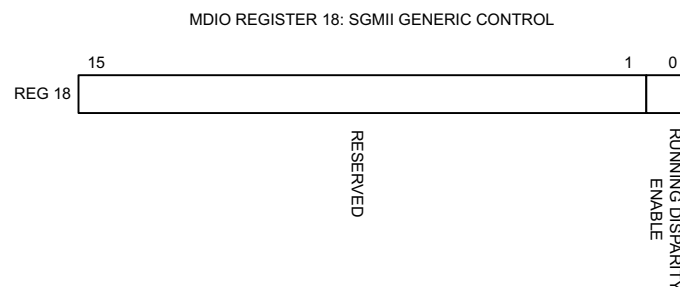 MDIO REGISTER 18: SGMII GENERIC CONTROL
15 1 0
REG 18
RESERVED
RUNNING DISPARITY
ENABLE